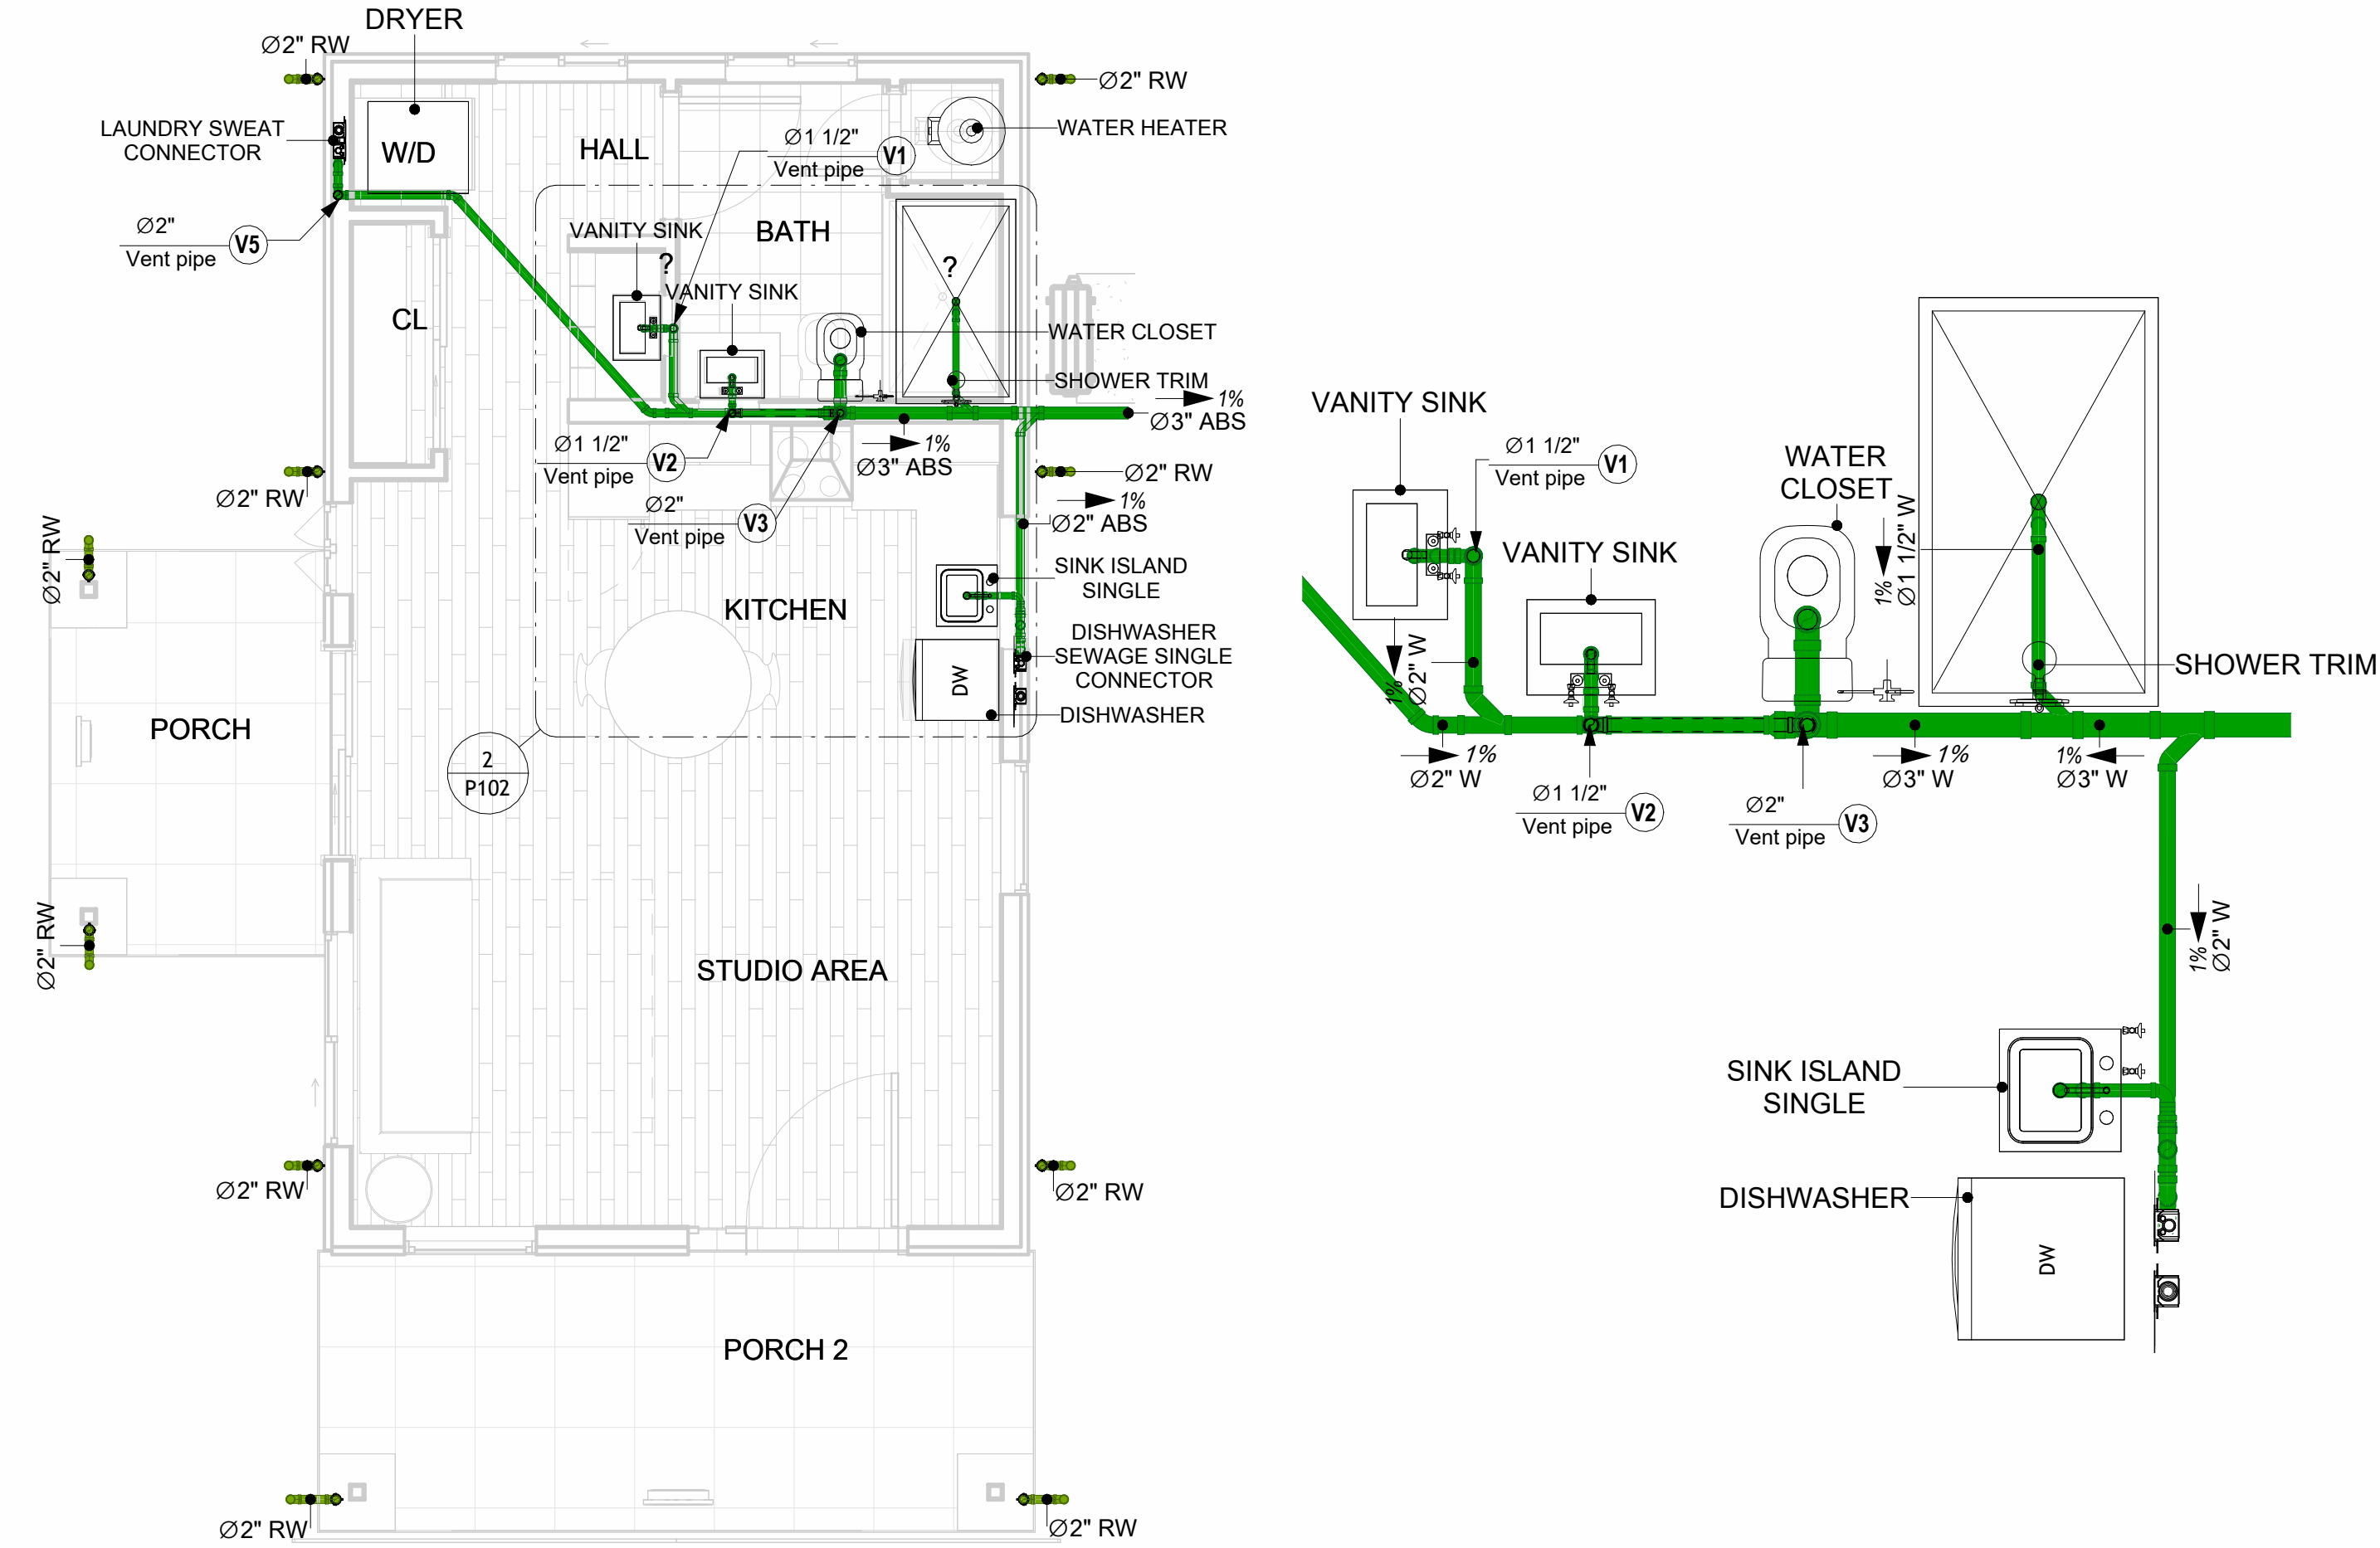 DRYER
Ø2" RW
Ø2" RW
LAUNDRY SWEAT
CONNECTOR
W/D
HALL
Ø1 1/2"
Vent pipe
V1
WATER HEATER
Ø2"
Vent pipe
V5
VANITY SINK
?
BATH
?
VANITY SINK
CL
WATER CLOSET
SHOWER TRIM
1%
Ø3" ABS
Ø1 1/2"
Vent pipe
V2
1%
Ø3" ABS
Ø2" RW
Ø2" RW
1%
Ø2" ABS
Ø2"
Vent pipe
V3
Ø2" RW
SINK ISLAND
SINGLE
KITCHEN
DISHWASHER
SEWAGE SINGLE
CONNECTOR
DW
DISHWASHER
PORCH
2
P102
Ø2" RW
STUDIO AREA
Ø2" RW
Ø2" RW
PORCH 2
Ø2" RW
Ø2" RW
VANITY SINK
Ø1 1/2"
Vent pipe
V1
WATER
CLOSET
1%
Ø1 1/2" W
VANITY SINK
1%
Ø2" W
SHOWER TRIM
1%
Ø2" W
1%
Ø3" W
1%
Ø3" W
Ø1 1/2"
Vent pipe
V2
Ø2"
Vent pipe
V3
1%
Ø2" W
SINK ISLAND
SINGLE
DISHWASHER
DW